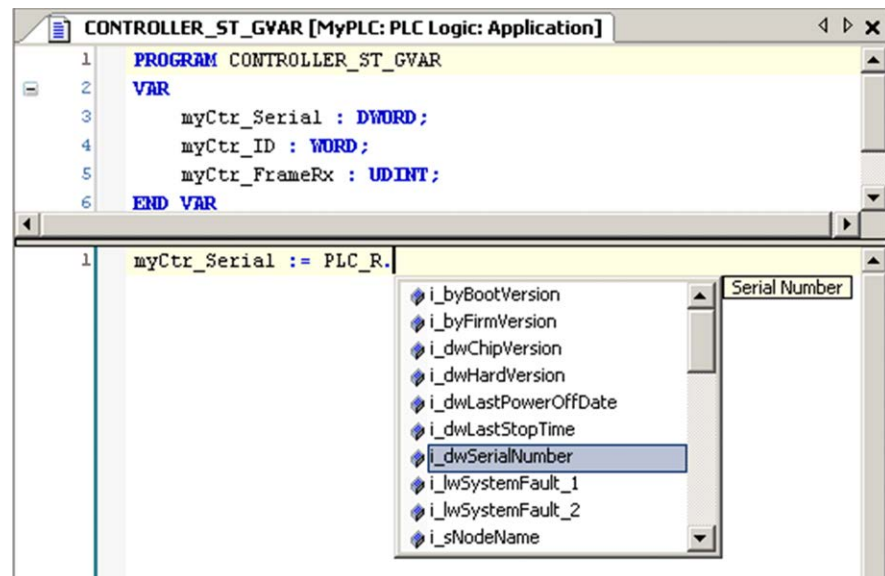 CONTROLLER_ST_GVAR [MyPLC: PLC Logic: Application]
1 PROGRAM CONTROLLER_ST_GVAR
2 VAR
3 myCtr_Serial : DWORD;
4 myCtr_ID : WORD;
5 myCtr_FrameRx : UDINT;
6 END_VAR
1 myCtr_Serial := PLC_R.
i_byBootVersion
i_byFirmVersion
i_dwChipVersion
i_dwHardVersion
i_dwLastPowerOffDate
i_dwLastStopTime
i_dwSerialNumber
Serial Number
i_lwSystemFault_1
i_lwSystemFault_2
i_sNodeName